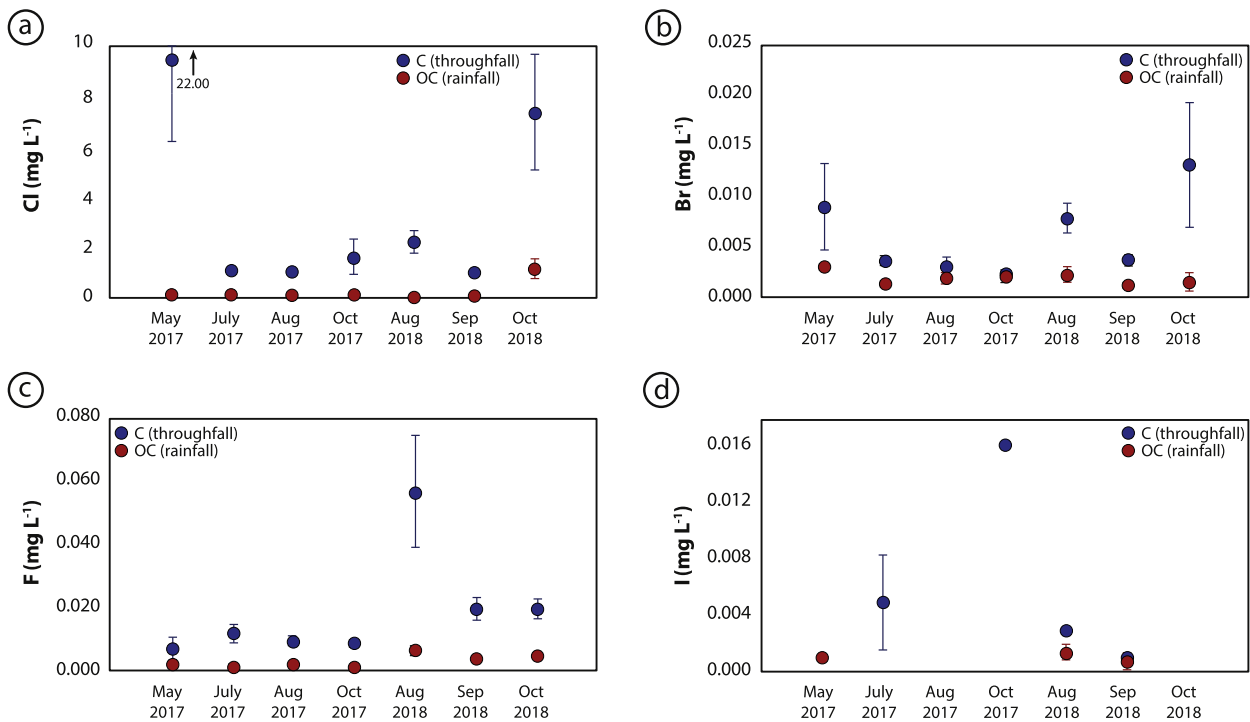 a
10
8
6
4
2
0
Cl (mg L⁻¹)
22.00
C (throughfall)
OC (rainfall)
May July Aug Oct Aug Sep Oct
2017 2017 2017 2017 2018 2018 2018
b
0.025
0.020
0.015
0.010
0.005
0.000
Br (mg L⁻¹)
C (throughfall)
OC (rainfall)
May July Aug Oct Aug Sep Oct
2017 2017 2017 2017 2018 2018 2018
c
0.080
0.060
0.040
0.020
0.000
F (mg L⁻¹)
C (throughfall)
OC (rainfall)
May July Aug Oct Aug Sep Oct
2017 2017 2017 2017 2018 2018 2018
d
0.016
0.012
0.008
0.004
0.000
I (mg L⁻¹)
C (throughfall)
OC (rainfall)
May July Aug Oct Aug Sep Oct
2017 2017 2017 2017 2018 2018 2018